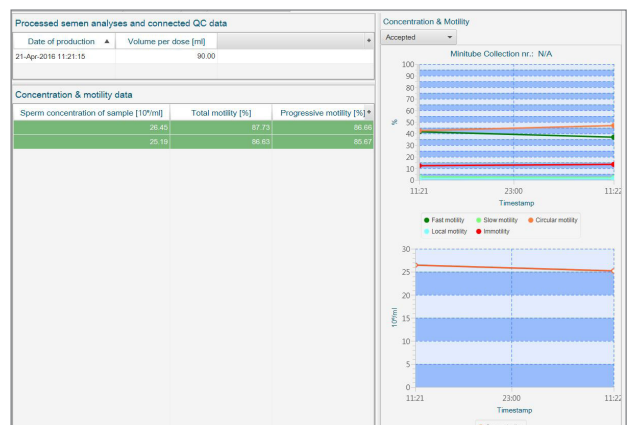 Processed semen analyses and connected QC data
Date of production ▲ Volume per dose [ml] +
21-Apr-2016 11:21:15 90.00
Concentration & motility data
Sperm concentration of sample [10⁶/ml] Total motility [%] Progressive motility [%] +
26.45 87.73 86.66
25.19 86.63 85.67
Concentration & Motility
Accepted
Minitube Collection nr.: N/A
100
90
80
70
60
50
40
30
20
10
0
%
11:21 23:00 11:22
Timestamp
Fast motility Slow motility Circular motility
Local motility Immotility
30
25
20
15
10
5
0
10⁶/ml
11:21 23:00 11:22
Timestamp